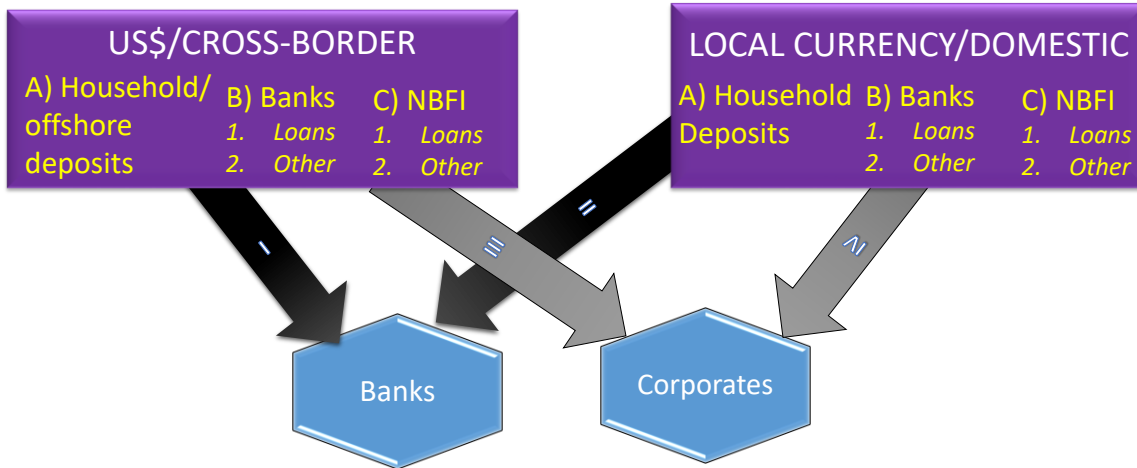 US$/CROSS-BORDER
A) Household/
offshore
deposits
B) Banks
1. Loans
2. Other
C) NBFI
1. Loans
2. Other
LOCAL CURRENCY/DOMESTIC
A) Household
Deposits
B) Banks
1. Loans
2. Other
C) NBFI
1. Loans
2. Other
I
III
II
IV
Banks
Corporates